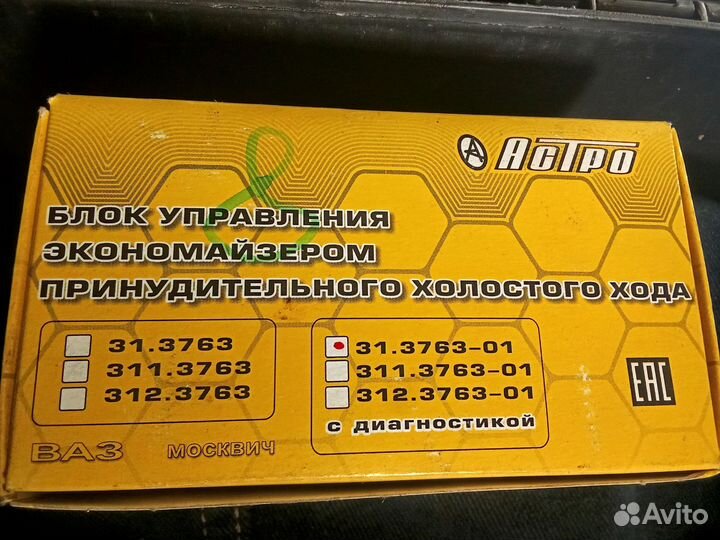 АсТро
БЛОК УПРАВЛЕНИЯ
ЭКОНОМАЙЗЕРОМ
ПРИНУДИТЕЛЬНОГО ХОЛОСТОГО ХОДА
31.3763
311.3763
312.3763
31.3763-01
311.3763-01
312.3763-01
с диагностикой
ЕАС
ВАЗ МОСКВИЧ
Avito